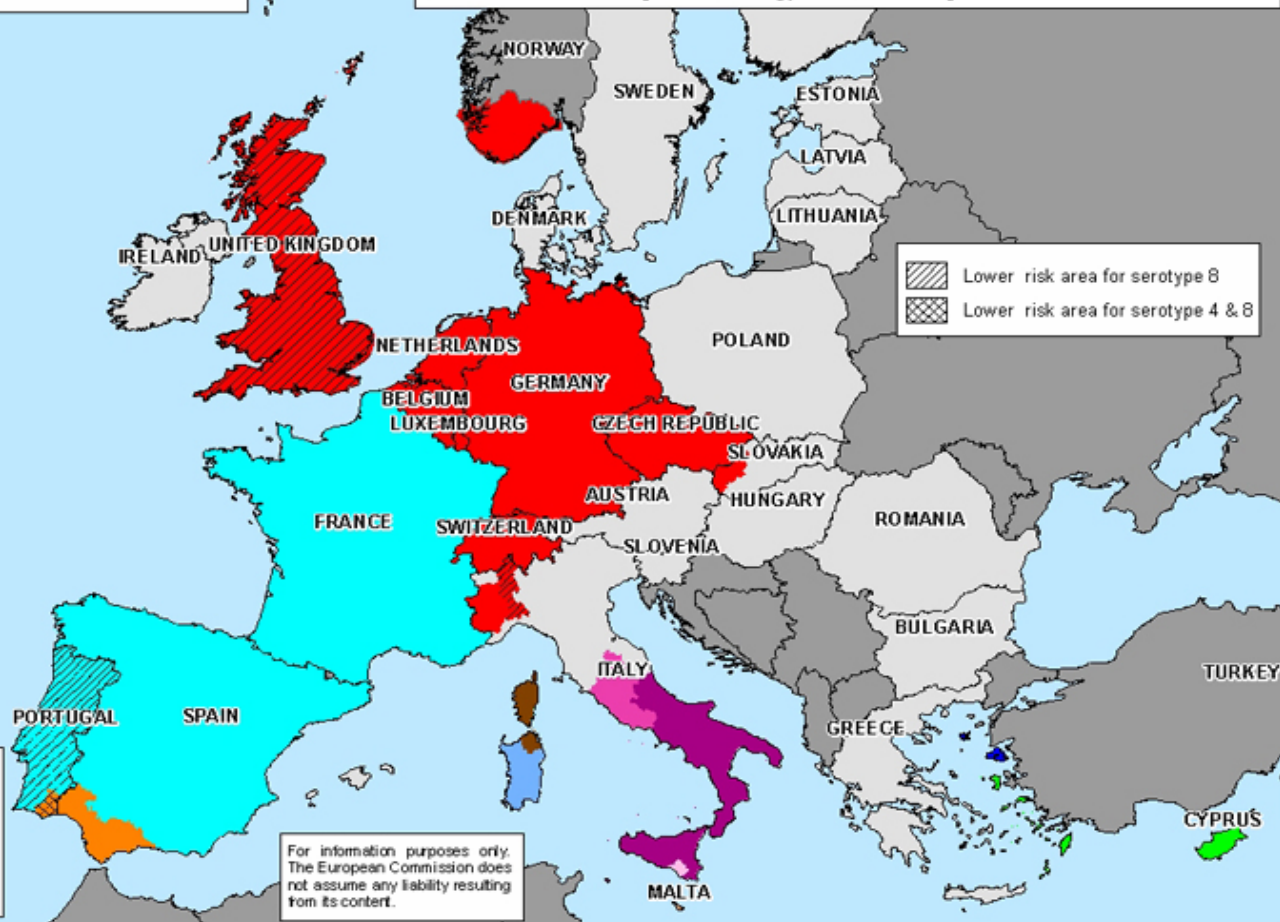 NORWAY
SWEDEN
ESTONIA
LATVIA
LITHUANIA
DENMARK
IRELAND
UNITED KINGDOM
Lower risk area for serotype 8
Lower risk area for serotype 4 & 8
NETHERLANDS
POLAND
GERMANY
BELGIUM
LUXEMBOURG
CZECH REPUBLIC
SLOVAKIA
AUSTRIA
HUNGARY
FRANCE
SWITZERLAND
ROMANIA
SLOVENIA
BULGARIA
ITALY
TURKEY
PORTUGAL
SPAIN
GREECE
CYPRUS
For information purposes only.
The European Commission does
not assume any liability resulting
from its content.
MALTA